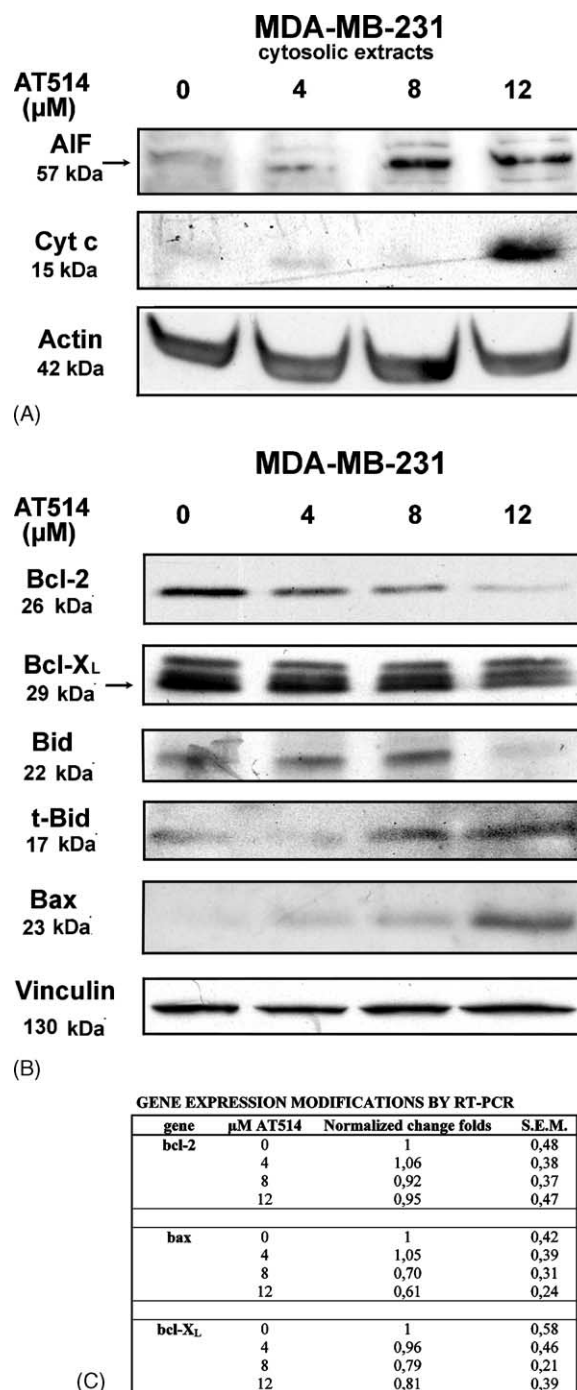 MDA-MB-231
cytosolic extracts
AT514 (µM) 0 4 8 12
AIF
57 kDa
Cyt c
15 kDa
Actin
42 kDa
(A)
MDA-MB-231
AT514 (µM) 0 4 8 12
Bcl-2
26 kDa
Bcl-XL
29 kDa
Bid
22 kDa
t-Bid
17 kDa
Bax
23 kDa
Vinculin
130 kDa
(B)
GENE EXPRESSION MODIFICATIONS BY RT-PCR
gene µM AT514 Normalized change folds S.E.M.
bcl-2 0 1 0,48
4 1,06 0,38
8 0,92 0,37
12 0,95 0,47
bax 0 1 0,42
4 1,05 0,39
8 0,70 0,31
12 0,61 0,24
bcl-XL 0 1 0,58
4 0,96 0,46
8 0,79 0,21
12 0,81 0,39
(C)